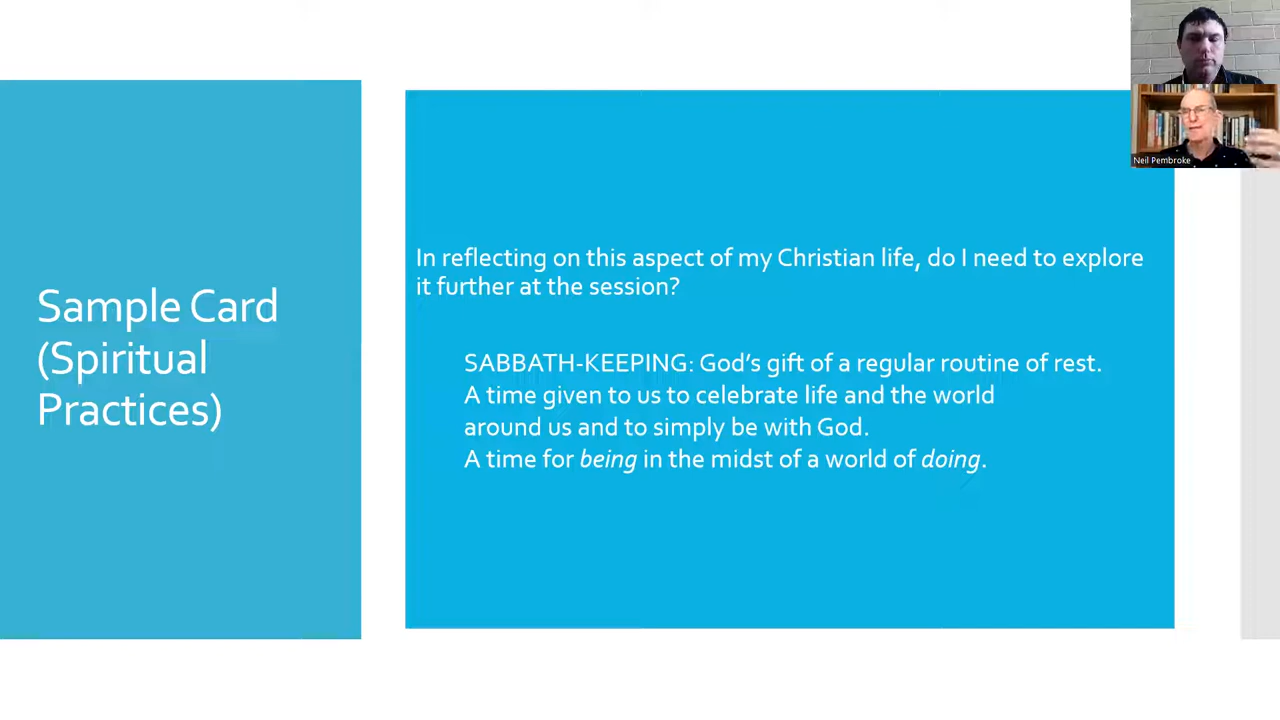 Sample Card
(Spiritual
Practices)
In reflecting on this aspect of my Christian life, do I need to explore
it further at the session?
SABBATH-KEEPING: God’s gift of a regular routine of rest.
A time given to us to celebrate life and the world
around us and to simply be with God.
A time for being in the midst of a world of doing.
Neil Pembroke